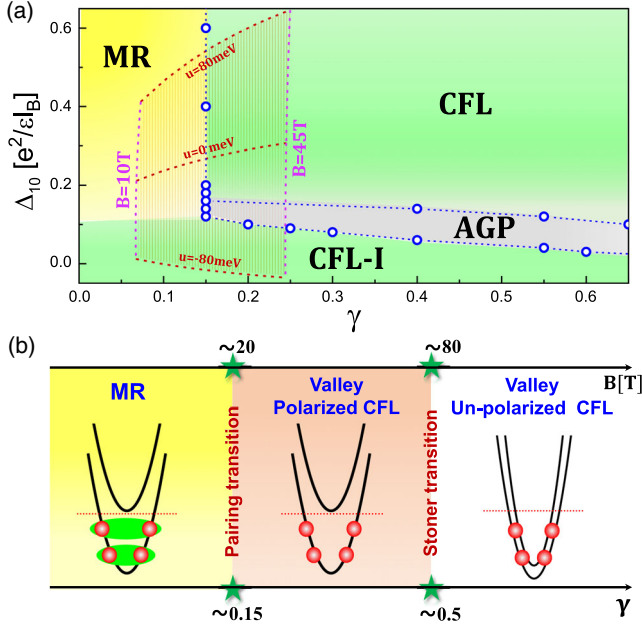 (a)
Δ₁₀ [e²/εl_B]
0.6
0.4
0.2
0.0
MR
CFL
AGP
CFL-I
u=80meV
u=0 meV
u=-80meV
B=10T
B=45T
0.0 0.1 0.2 0.3 0.4 0.5 0.6
γ
(b)
~20
~80
B[T]
MR
Pairing transition
Valley
Polarized CFL
Stoner transition
Valley
Un-polarized CFL
~0.15
~0.5
γ